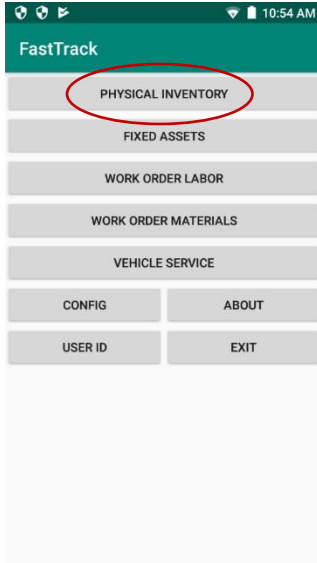 10:54 AM
FastTrack
PHYSICAL INVENTORY
FIXED ASSETS
WORK ORDER LABOR
WORK ORDER MATERIALS
VEHICLE SERVICE
CONFIG ABOUT
USER ID EXIT